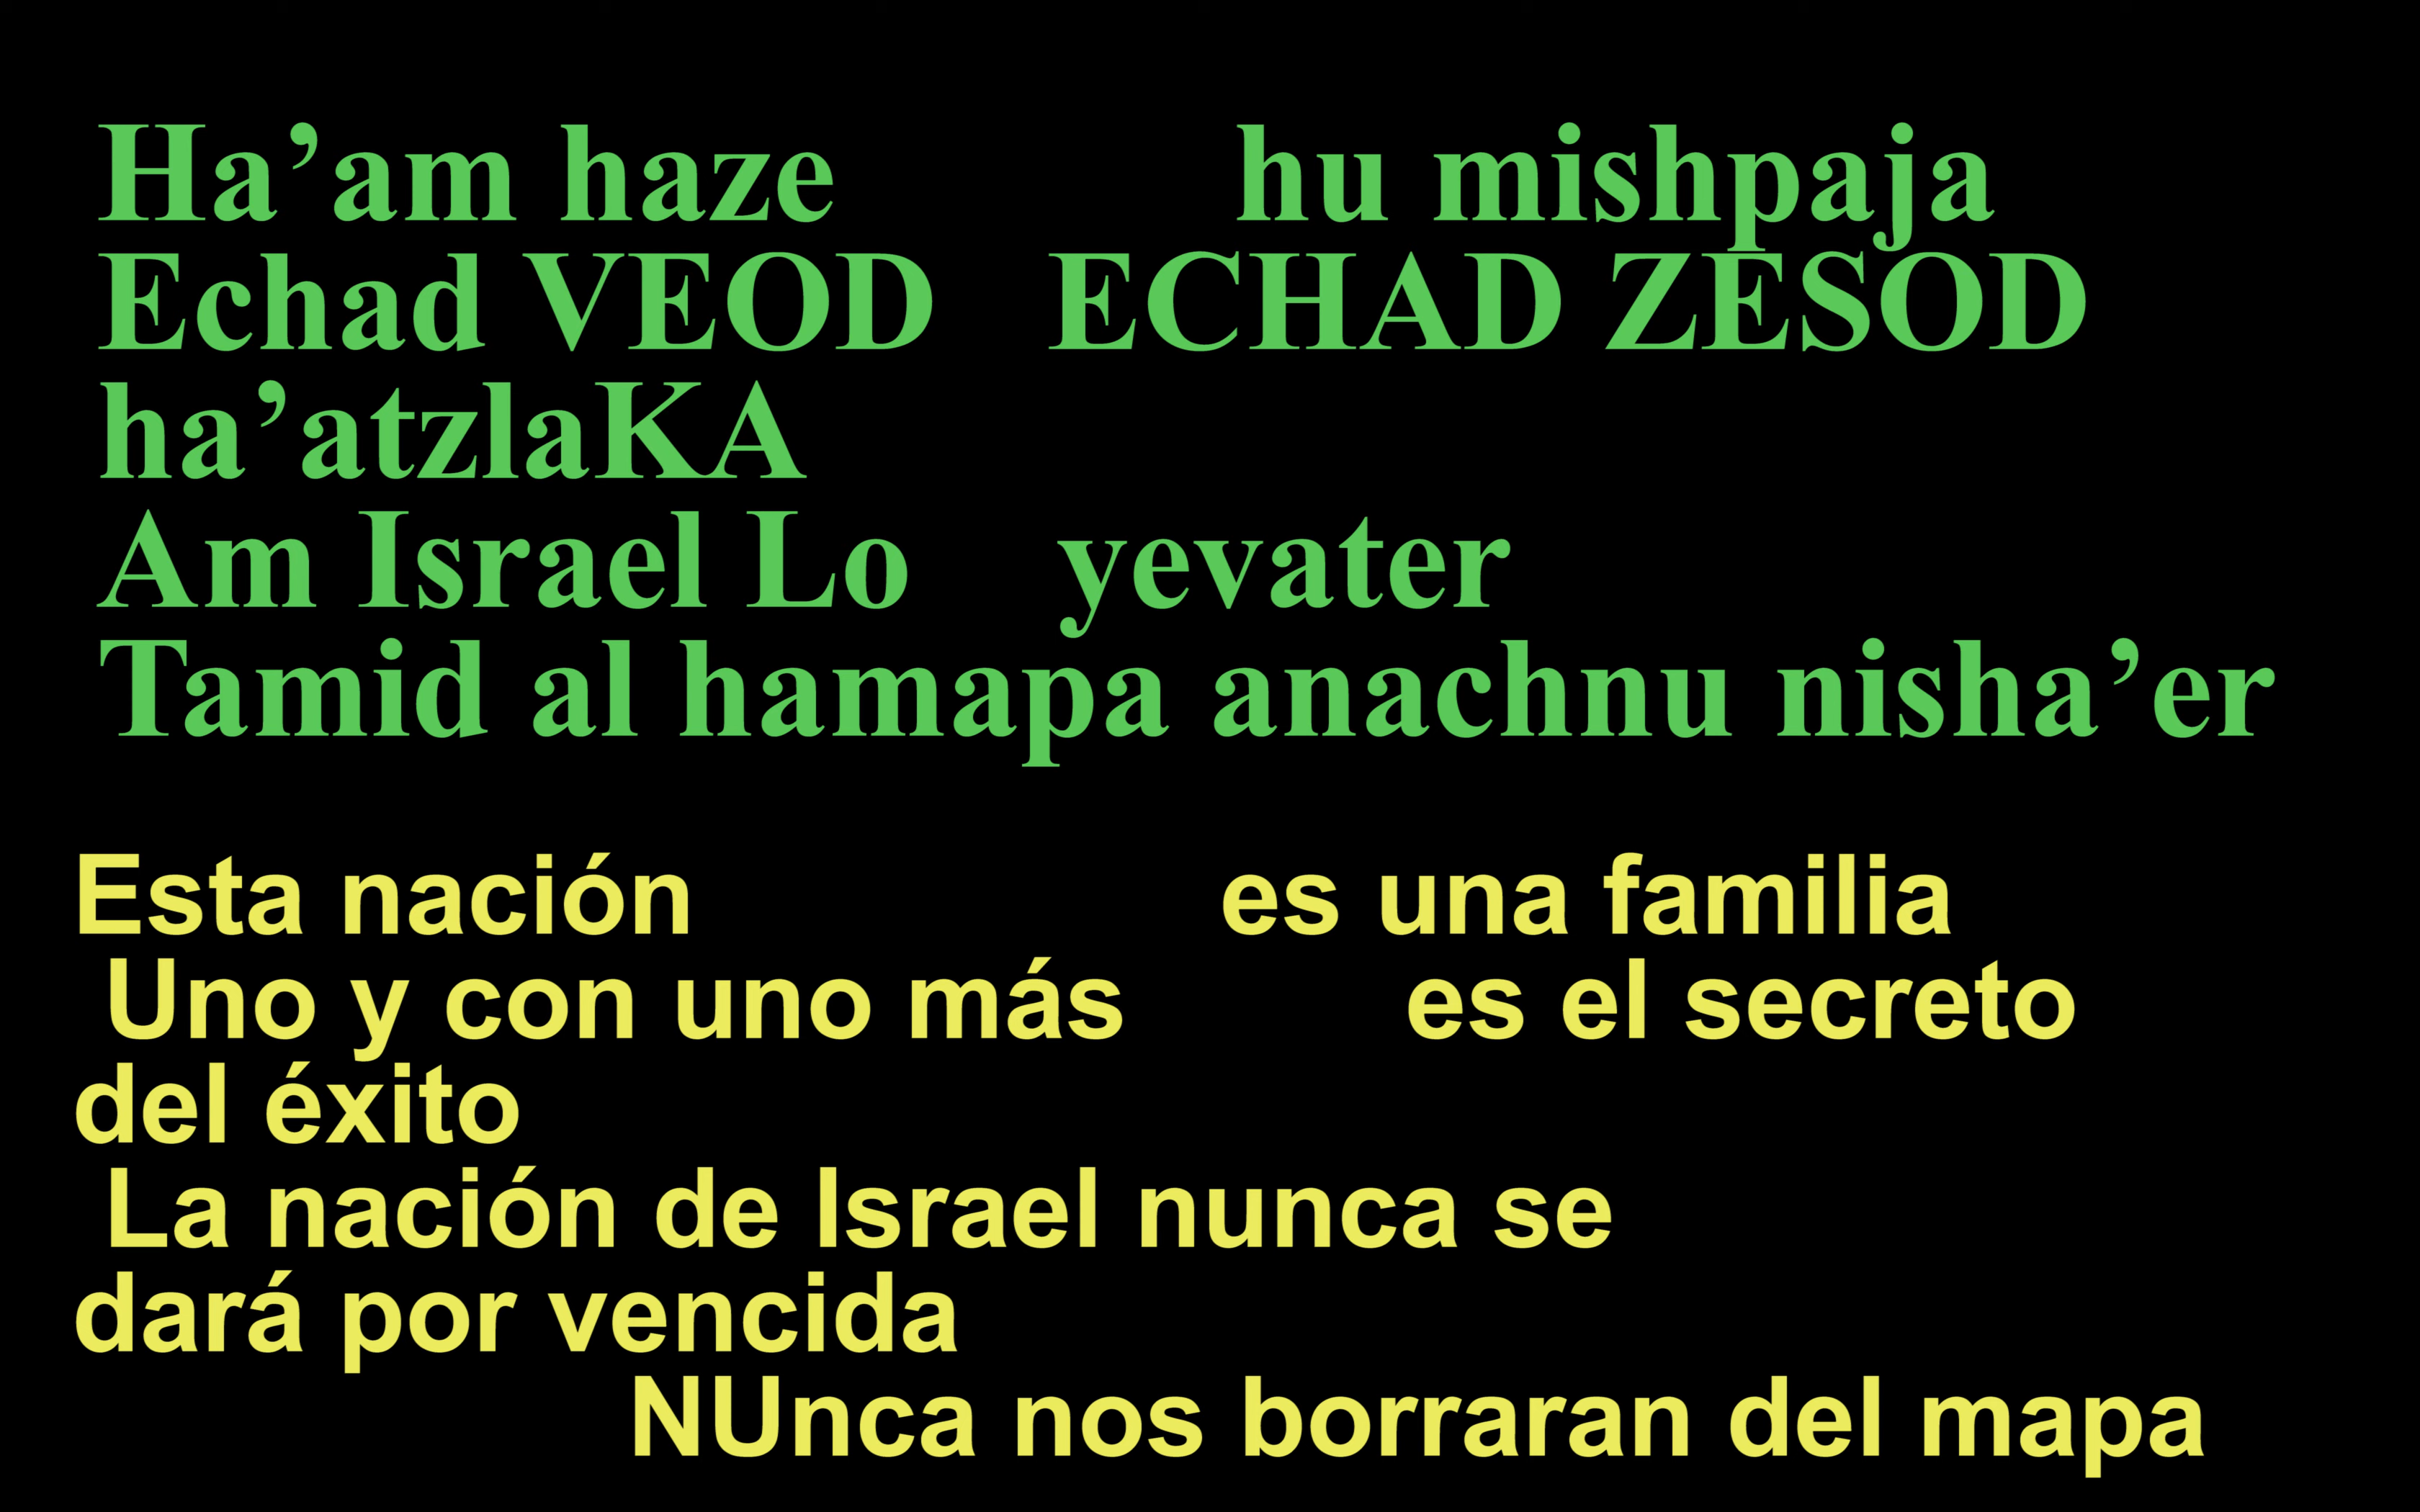 Ha’am haze hu mishpaja
Echad VEOD ECHAD ZESOD
ha’atzlaKA
Am Israel Lo yevater
Tamid al hamapa anachnu nisha’er
Esta nación es una familia
Uno y con uno más es el secreto
del éxito
La nación de Israel nunca se
dará por vencida
NUnca nos borraran del mapa